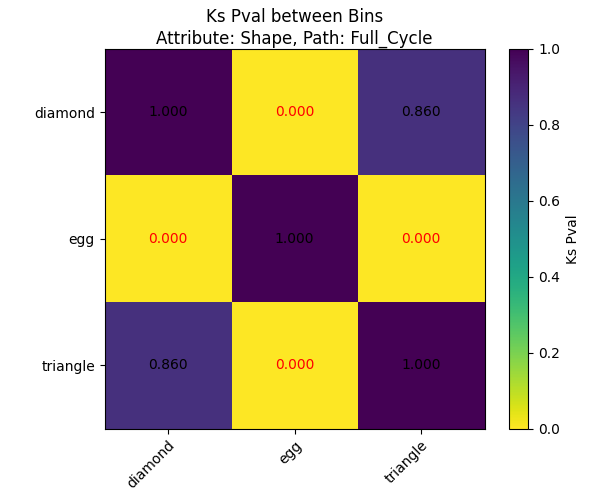 Ks Pval between Bins
Attribute: Shape, Path: Full_Cycle
diamond
1.000 0.000 0.860
egg
0.000 1.000 0.000
triangle
0.860 0.000 1.000
diamond
egg
triangle
1.0
0.8
0.6
0.4
0.2
0.0
Ks Pval